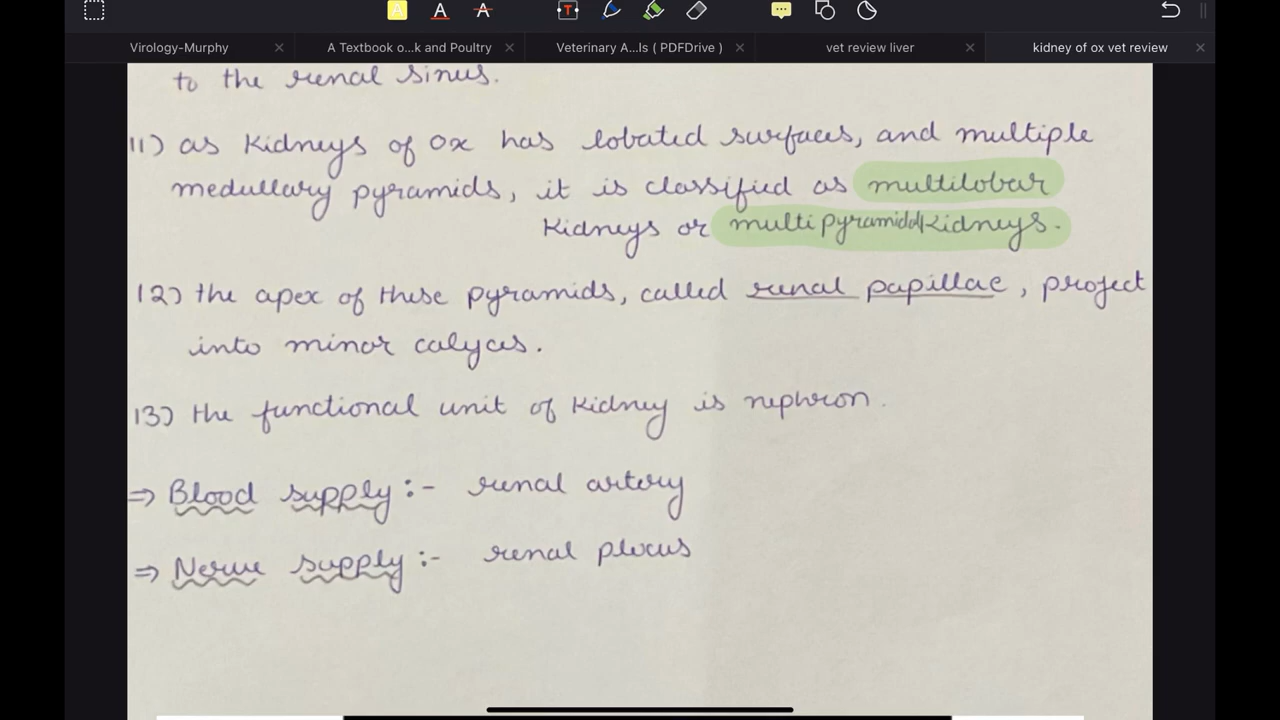 T
Virology-Murphy
A Textbook o...k and Poultry
Veterinary A...ls ( PDFDrive )
vet review liver
kidney of ox vet review
to the renal sinus.
11) as kidneys of Ox has lobated surfaces, and multiple
medullary pyramids, it is classified as multilobar
kidneys or multipyramidal kidneys.
12) the apex of these pyramids, called renal papillae, project
into minor calyces.
13) the functional unit of kidney is nephron.
⇒ Blood supply :- renal artery
⇒ Nerve supply :- renal plexus